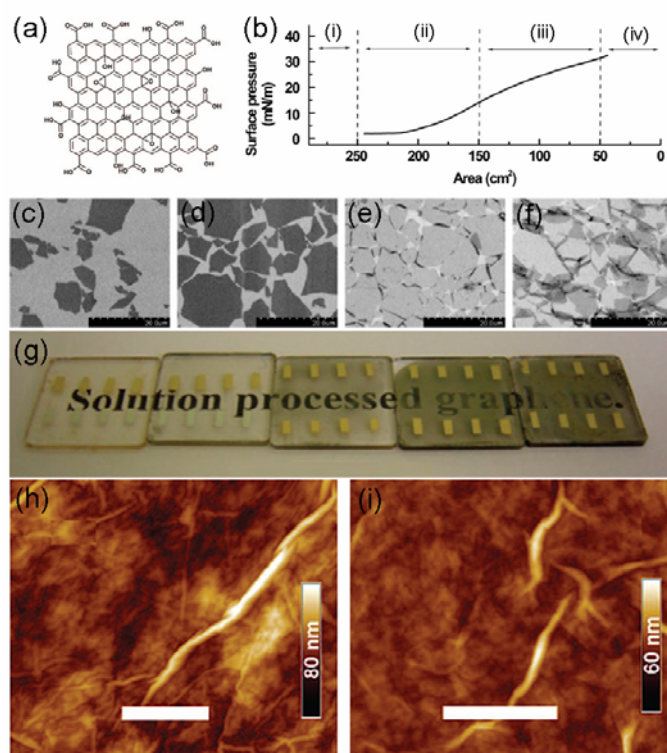 (a)
(b)
(i)
(ii)
(iii)
(iv)
Surface pressure
(mN/m)
40
30
20
10
0
250
200
150
100
50
0
Area (cm²)
(c)
(d)
(e)
(f)
(g)
Solution processed graphene.
(h)
80 nm
(i)
60 nm